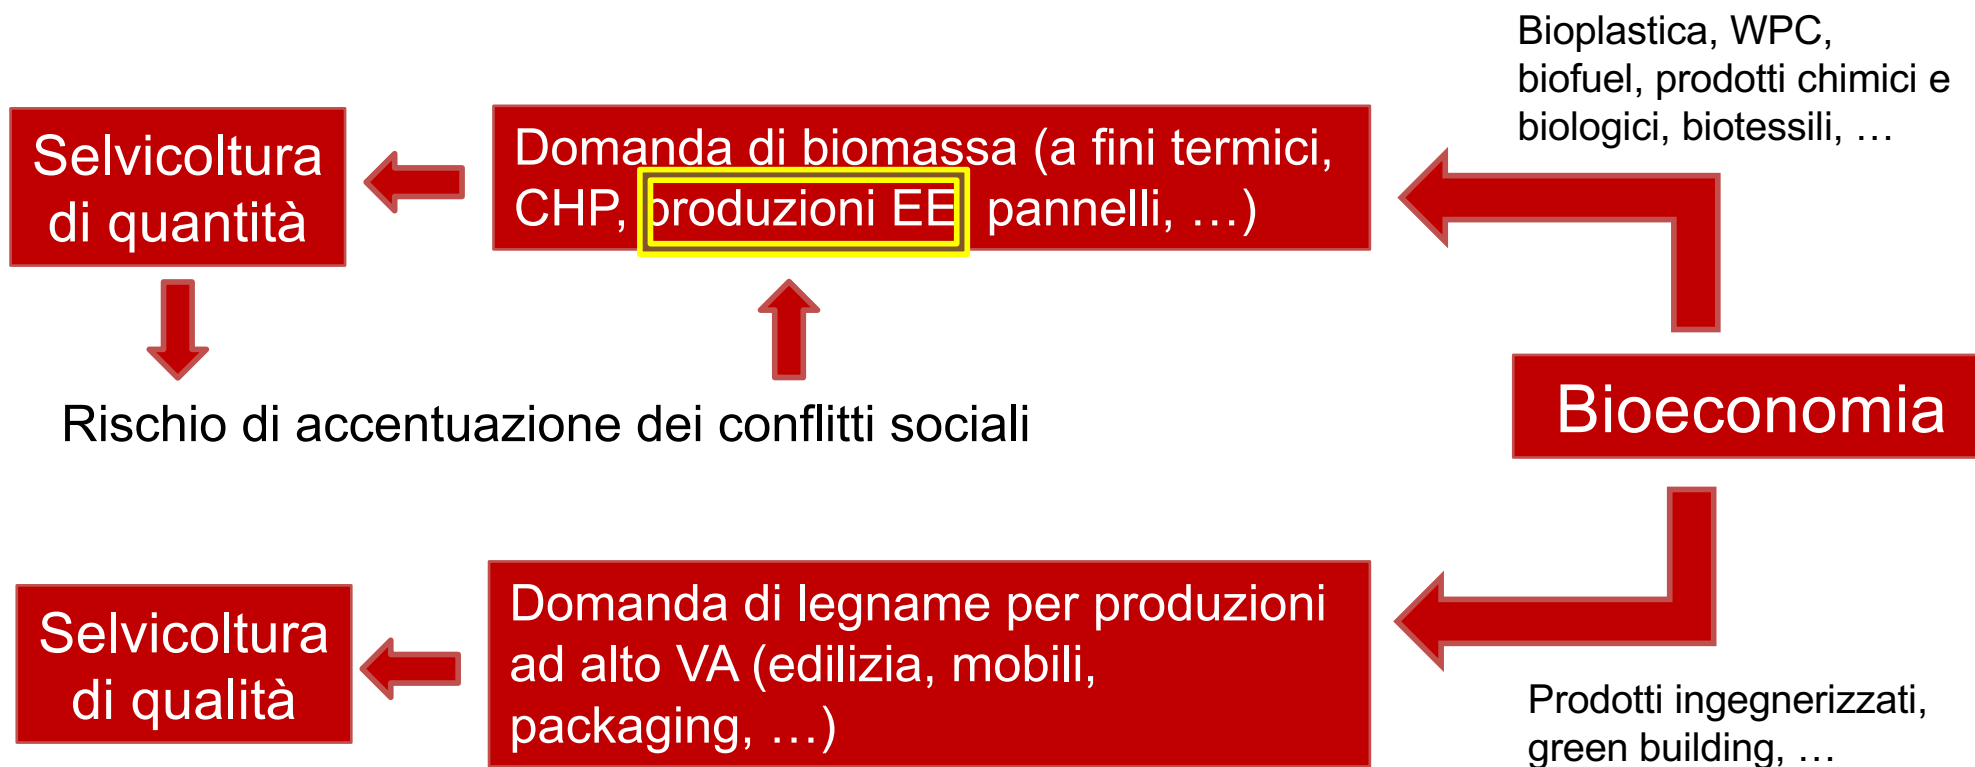 Bioplastica, WPC,
biofuel, prodotti chimici e
biologici, biotessili, …
Selvicoltura
di quantità
Domanda di biomassa (a fini termici,
CHP, produzioni EE, pannelli, …)
Rischio di accentuazione dei conflitti sociali
Bioeconomia
Selvicoltura
di qualità
Domanda di legname per produzioni
ad alto VA (edilizia, mobili,
packaging, …)
Prodotti ingegnerizzati,
green building, …